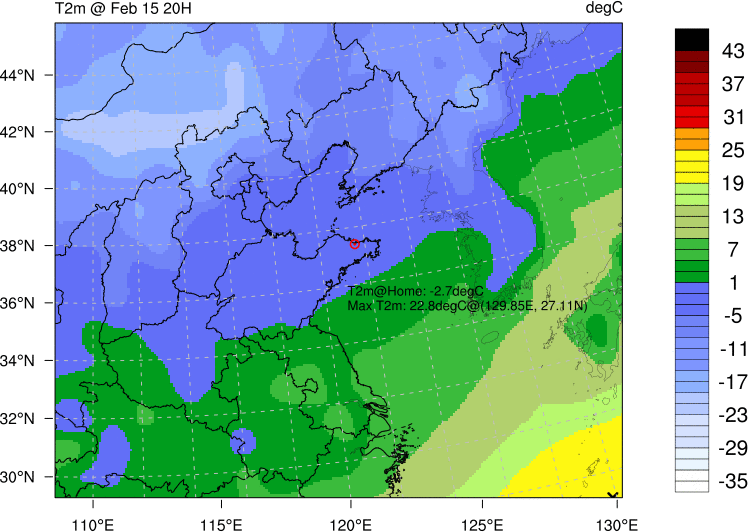 T2m @ Feb 15 20H
degC
44°N
42°N
40°N
38°N
36°N
34°N
32°N
30°N
T2m@Home: -2.7degC
Max T2m: 22.8degC@(129.85E, 27.11N)
110°E
115°E
120°E
125°E
130°E
43
37
31
25
19
13
7
1
-5
-11
-17
-23
-29
-35